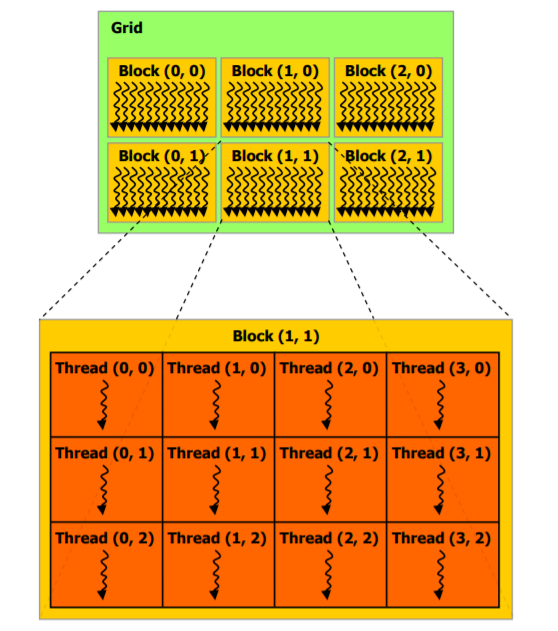 Grid
Block (0, 0) Block (1, 0) Block (2, 0)
Block (0, 1) Block (1, 1) Block (2, 1)
Block (1, 1)
Thread (0, 0) Thread (1, 0) Thread (2, 0) Thread (3, 0)
Thread (0, 1) Thread (1, 1) Thread (2, 1) Thread (3, 1)
Thread (0, 2) Thread (1, 2) Thread (2, 2) Thread (3, 2)